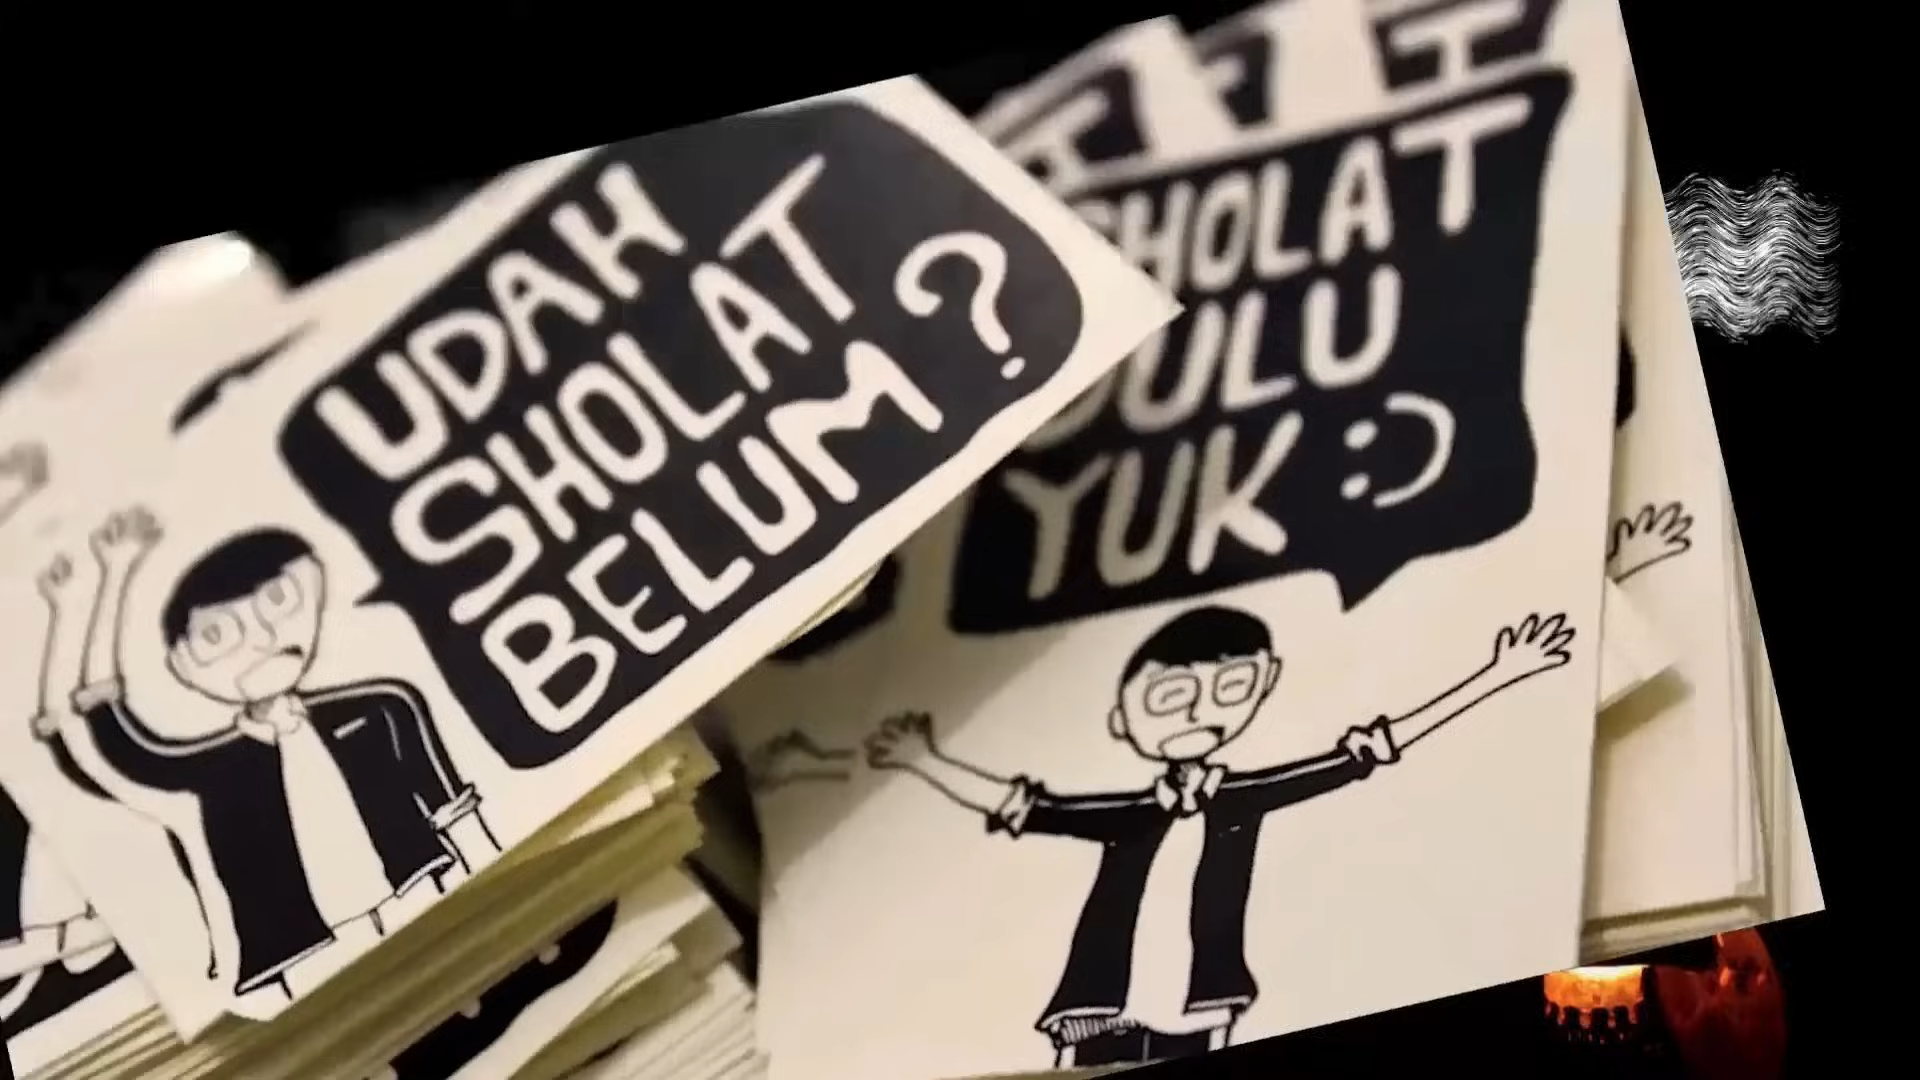 UDAH
SHOLAT
BELUM?
SHOLAT
DULU
YUK :)